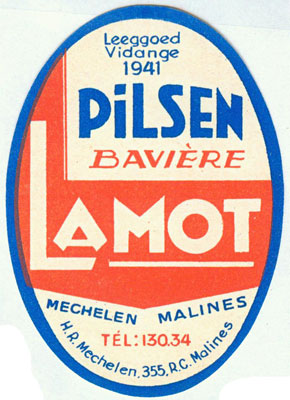 Leeggoed
Vidange
1941
PiLSEN
BAVIÈRE
LAMOT
MECHELEN MALINES
TÉL: 130.34
H.R. Mechelen, 355, R.C. Malines